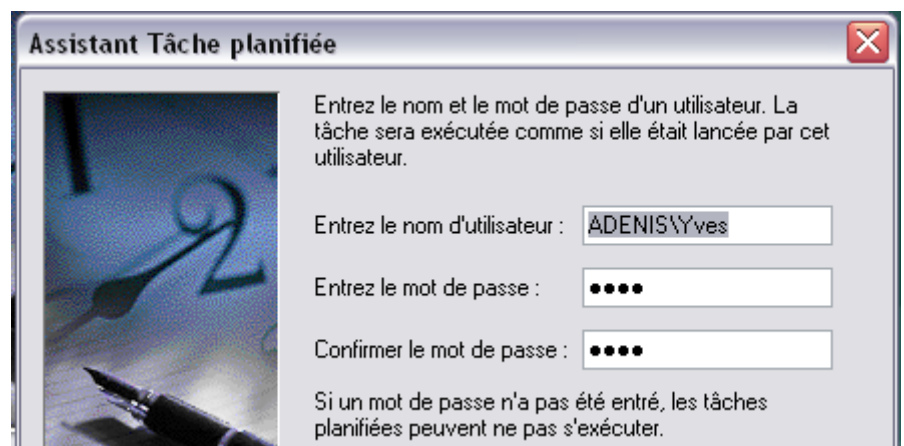 Assistant Tâche planifiée
Entrez le nom et le mot de passe d'un utilisateur. La
tâche sera exécutée comme si elle était lancée par cet
utilisateur.
Entrez le nom d'utilisateur : ADENIS\Yves
Entrez le mot de passe : ●●●●
Confirmer le mot de passe : ●●●●
Si un mot de passe n'a pas été entré, les tâches
planifiées peuvent ne pas s'exécuter.